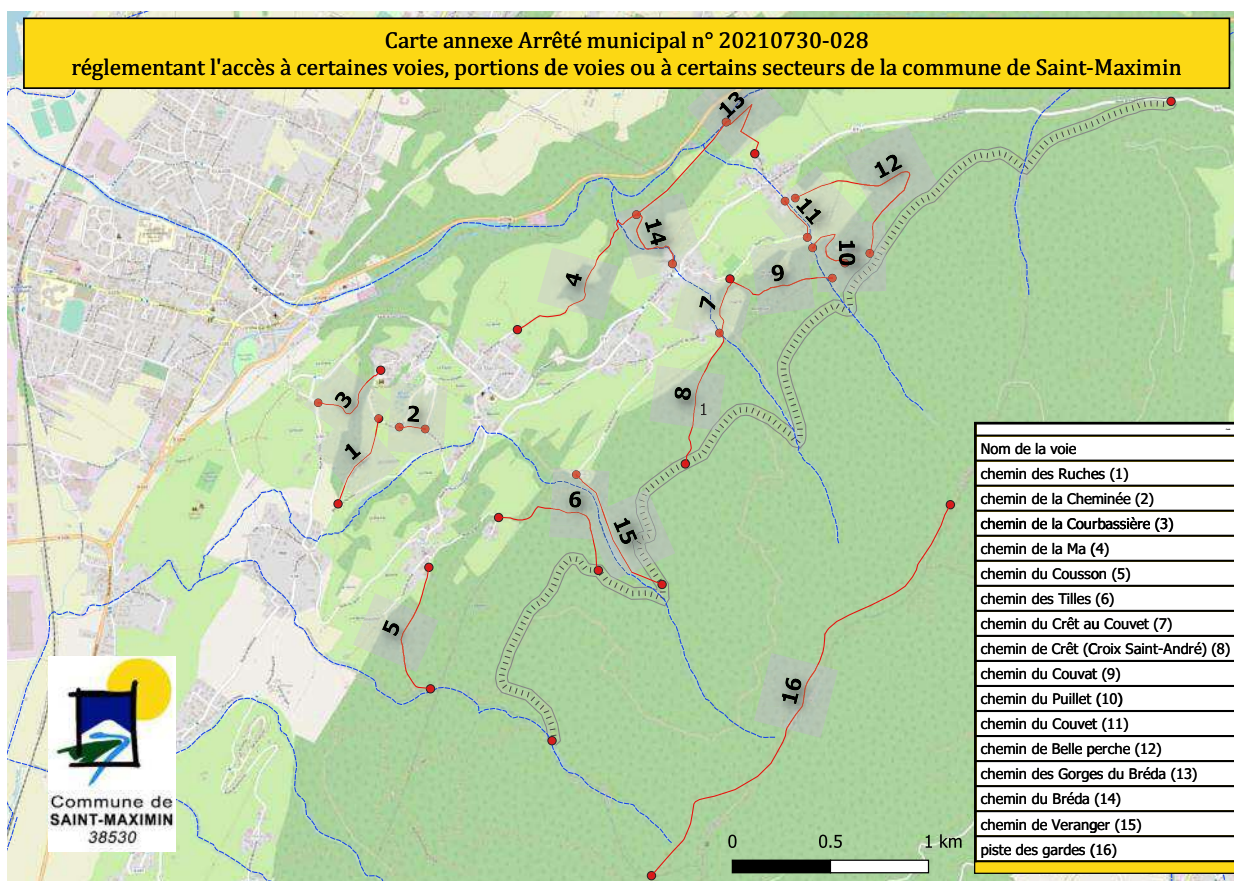 Carte annexe Arrêté municipal n° 20210730-028
réglementant l'accès à certaines voies, portions de voies ou à certains secteurs de la commune de Saint-Maximin
13
12
11
14
10
4
9
7
3
2
8
1
1
6
15
5
16
Nom de la voie
chemin des Ruches (1)
chemin de la Cheminée (2)
chemin de la Courbassière (3)
chemin de la Ma (4)
chemin du Cousson (5)
chemin des Tilles (6)
chemin du Crêt au Couvet (7)
chemin de Crêt (Croix Saint-André) (8)
chemin du Couvat (9)
chemin du Puillet (10)
chemin du Couvet (11)
chemin de Belle perche (12)
chemin des Gorges du Bréda (13)
chemin du Bréda (14)
chemin de Veranger (15)
piste des gardes (16)
Commune de
SAINT-MAXIMIN
38530
0 0.5 1 km